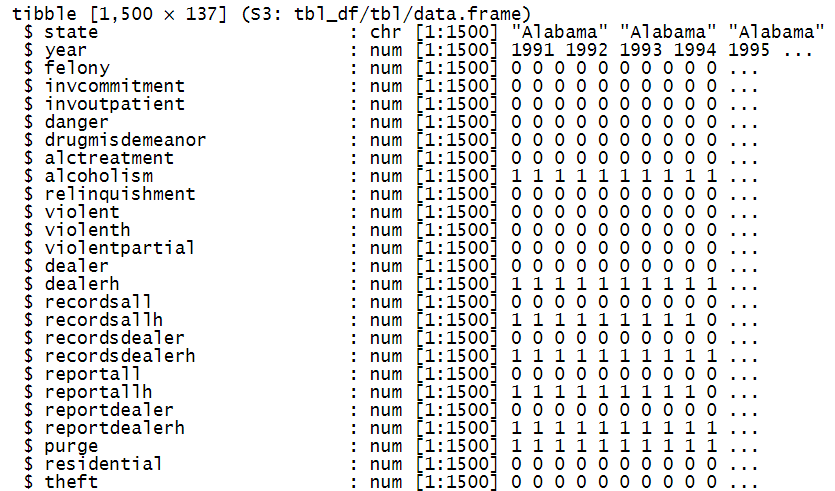 tibble [1,500 × 137] (S3: tbl_df/tbl/data.frame)
$ state : chr [1:1500] "Alabama" "Alabama" "Alabama"
$ year : num [1:1500] 1991 1992 1993 1994 1995 ...
$ felony : num [1:1500] 0 0 0 0 0 0 0 0 0 0 ...
$ invcommitment : num [1:1500] 0 0 0 0 0 0 0 0 0 0 ...
$ invoutpatient : num [1:1500] 0 0 0 0 0 0 0 0 0 0 ...
$ danger : num [1:1500] 0 0 0 0 0 0 0 0 0 0 ...
$ drugmisdemeanor : num [1:1500] 0 0 0 0 0 0 0 0 0 0 ...
$ alctreatment : num [1:1500] 0 0 0 0 0 0 0 0 0 0 ...
$ alcoholism : num [1:1500] 1 1 1 1 1 1 1 1 1 1 ...
$ relinquishment : num [1:1500] 0 0 0 0 0 0 0 0 0 0 ...
$ violent : num [1:1500] 0 0 0 0 0 0 0 0 0 0 ...
$ violenth : num [1:1500] 0 0 0 0 0 0 0 0 0 0 ...
$ violentpartial : num [1:1500] 0 0 0 0 0 0 0 0 0 0 ...
$ dealer : num [1:1500] 0 0 0 0 0 0 0 0 0 0 ...
$ dealerh : num [1:1500] 1 1 1 1 1 1 1 1 1 1 ...
$ recordsall : num [1:1500] 0 0 0 0 0 0 0 0 0 0 ...
$ recordsallh : num [1:1500] 1 1 1 1 1 1 1 1 1 0 ...
$ recordsdealer : num [1:1500] 0 0 0 0 0 0 0 0 0 0 ...
$ recordsdealerh : num [1:1500] 1 1 1 1 1 1 1 1 1 1 ...
$ reportall : num [1:1500] 0 0 0 0 0 0 0 0 0 0 ...
$ reportallh : num [1:1500] 1 1 1 1 1 1 1 1 1 0 ...
$ reportdealer : num [1:1500] 0 0 0 0 0 0 0 0 0 0 ...
$ reportdealerh : num [1:1500] 1 1 1 1 1 1 1 1 1 1 ...
$ purge : num [1:1500] 1 1 1 1 1 1 1 1 1 1 ...
$ residential : num [1:1500] 0 0 0 0 0 0 0 0 0 0 ...
$ theft : num [1:1500] 0 0 0 0 0 0 0 0 0 0 ...